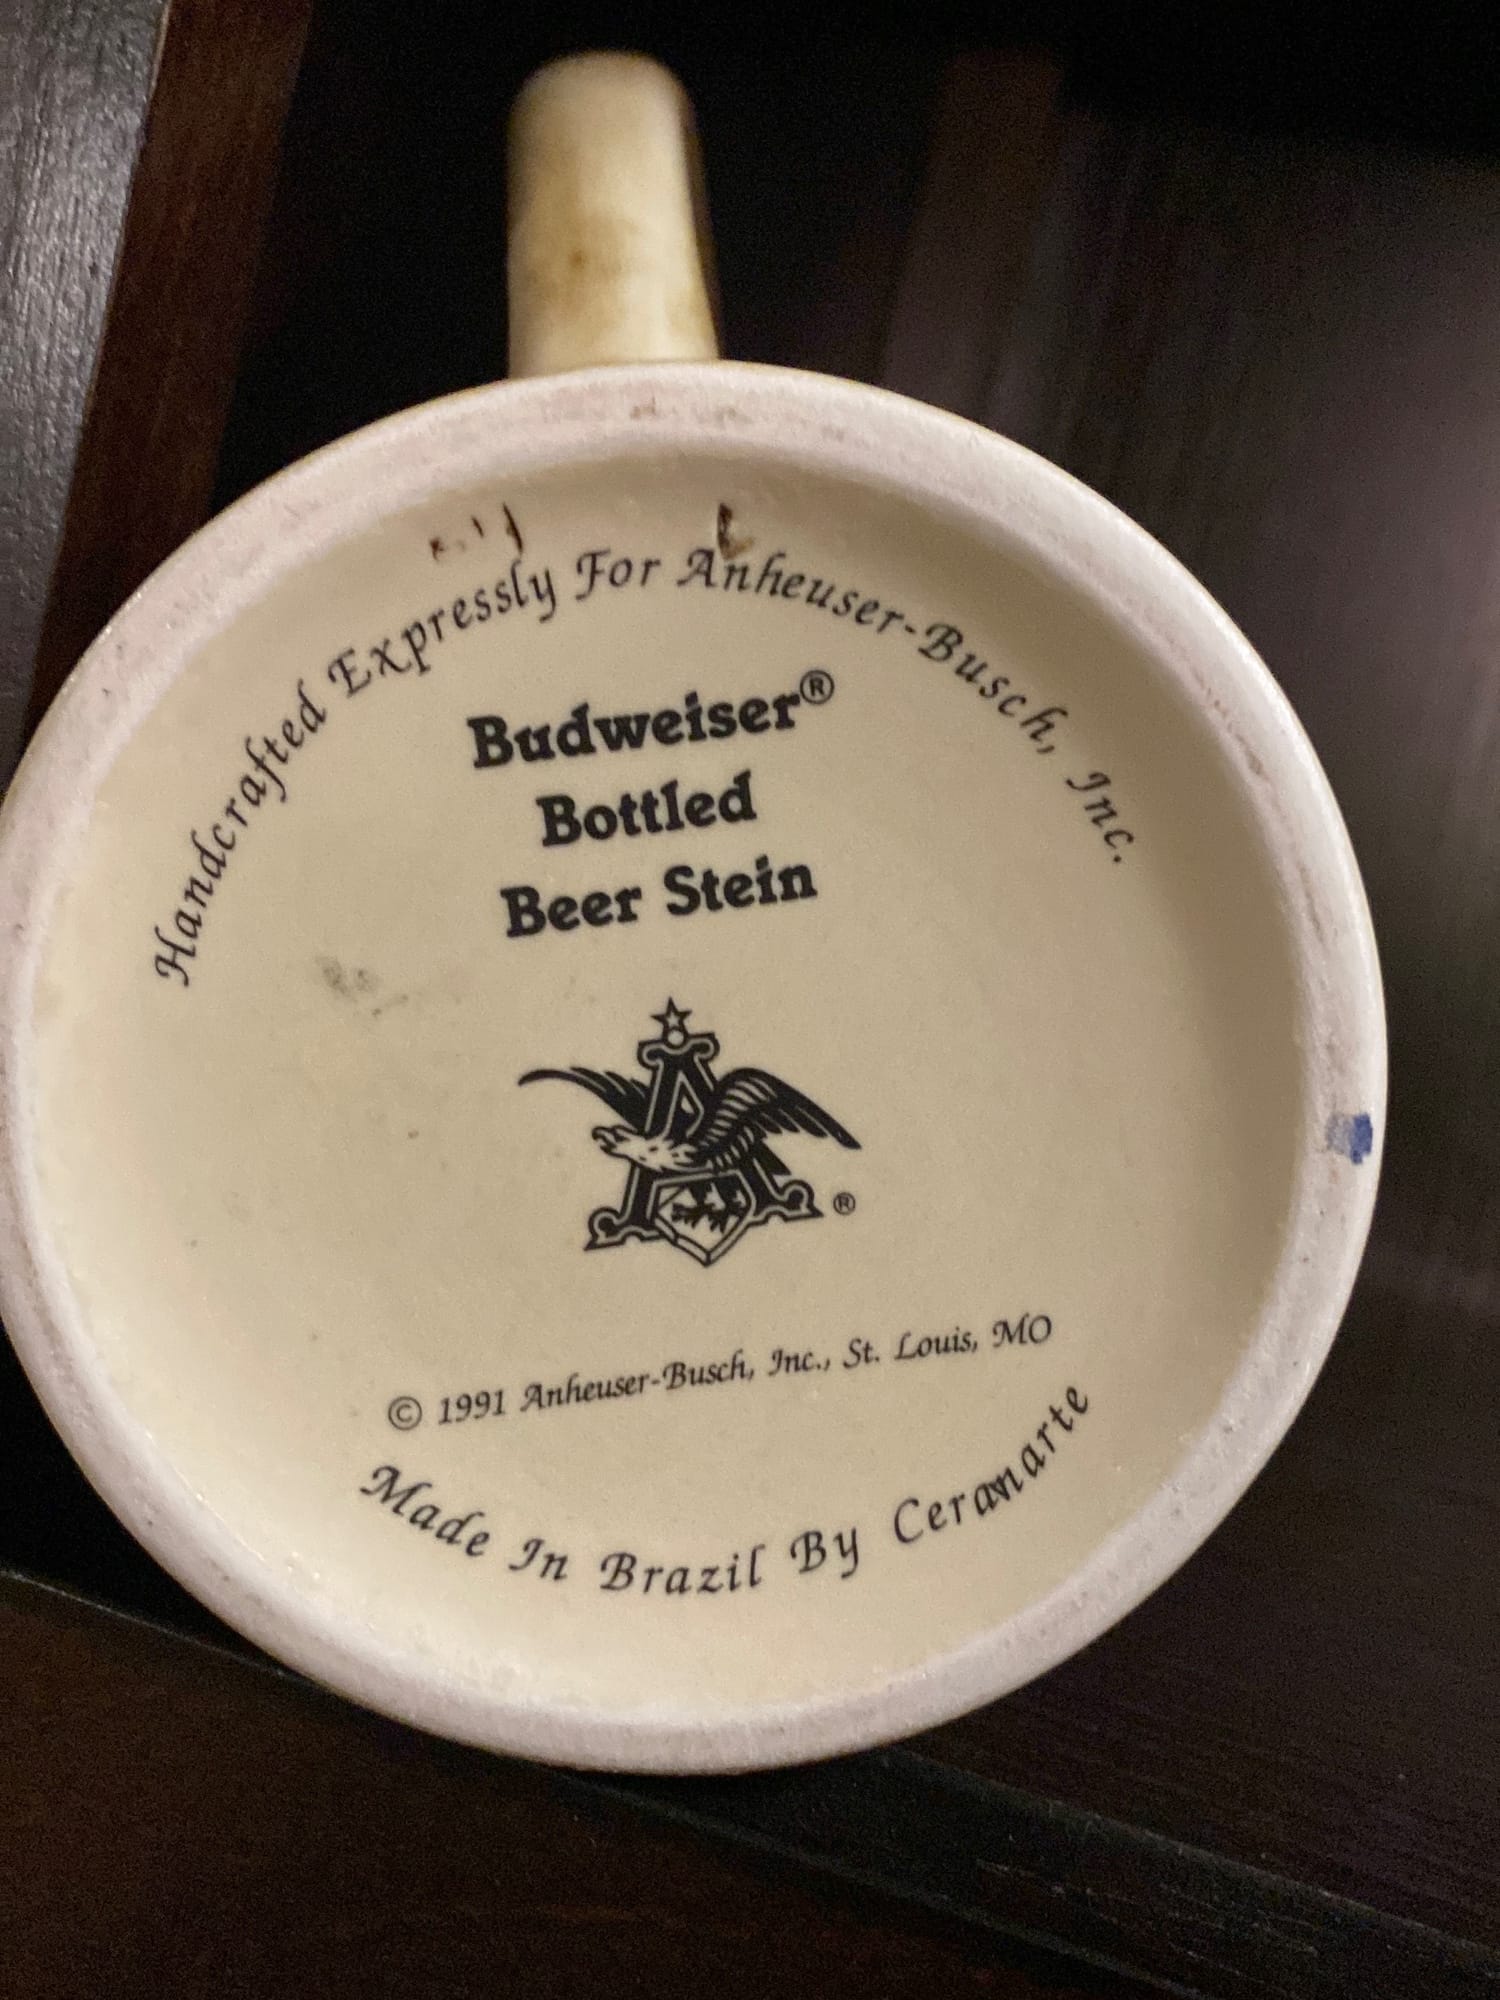 Handcrafted Expressly For Anheuser-Busch, Inc.
Budweiser®
Bottled
Beer Stein
®
© 1991 Anheuser-Busch, Inc., St. Louis, MO
Made In Brazil By Ceramarte